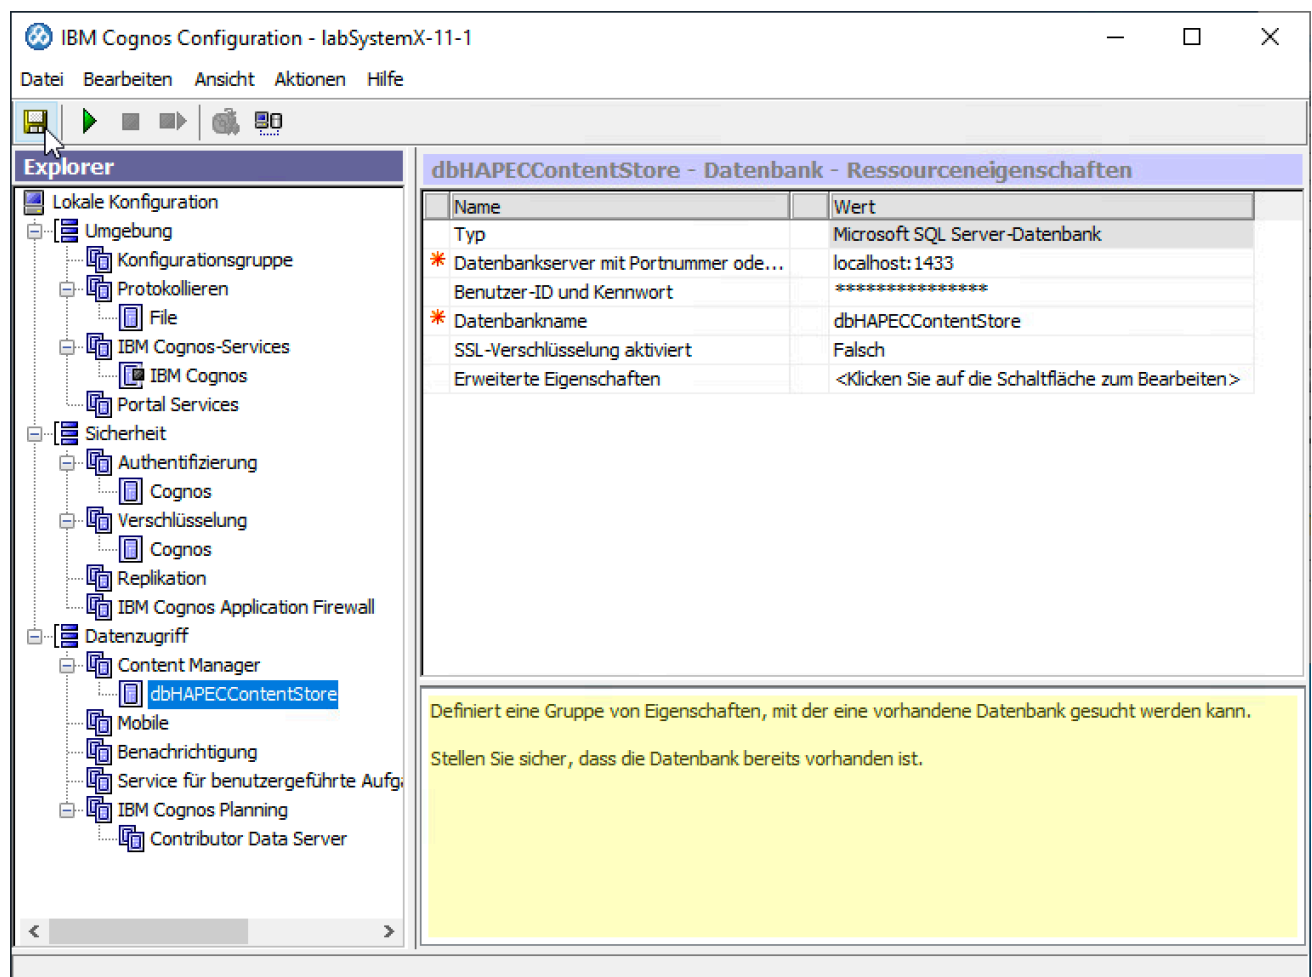 IBM Cognos Configuration - labSystemX-11-1
Datei Bearbeiten Ansicht Aktionen Hilfe
Explorer
Lokale Konfiguration
Umgebung
Konfigurationsgruppe
Protokollieren
File
IBM Cognos-Services
IBM Cognos
Portal Services
Sicherheit
Authentifizierung
Cognos
Verschlüsselung
Cognos
Replikation
IBM Cognos Application Firewall
Datenzugriff
Content Manager
dbHAPECContentStore
Mobile
Benachrichtigung
Service für benutzergeführte Aufga
IBM Cognos Planning
Contributor Data Server
dbHAPECContentStore - Datenbank - Ressourceneigenschaften
Name Wert
Typ Microsoft SQL Server-Datenbank
* Datenbankserver mit Portnummer ode... localhost:1433
Benutzer-ID und Kennwort ***************
* Datenbankname dbHAPECContentStore
SSL-Verschlüsselung aktiviert Falsch
Erweiterte Eigenschaften <Klicken Sie auf die Schaltfläche zum Bearbeiten>
Definiert eine Gruppe von Eigenschaften, mit der eine vorhandene Datenbank gesucht werden kann.
Stellen Sie sicher, dass die Datenbank bereits vorhanden ist.